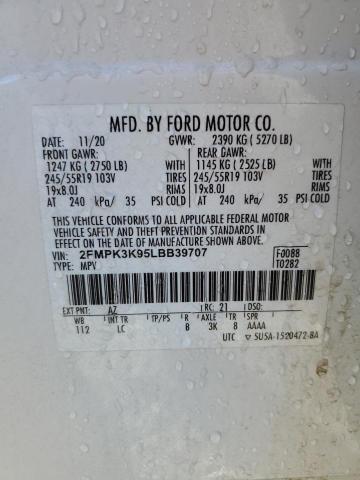 MFD. BY FORD MOTOR CO.
DATE: 11/20 GVWR: 2390 KG ( 5270 LB)
FRONT GAWR: REAR GAWR:
1247 KG ( 2750 LB) WITH 1145 KG ( 2525 LB) WITH
245/55R19 103V TIRES 245/55R19 103V TIRES
19x8.0J RIMS 19x8.0J RIMS
AT 240 kPa/ 35 PSI COLD AT 240 kPa/ 35 PSI COLD
THIS VEHICLE CONFORMS TO ALL APPLICABLE FEDERAL MOTOR
VEHICLE SAFETY AND THEFT PREVENTION STANDARDS IN EFFECT ON THE DATE OF MANUFACTURE SHOWN ABOVE.
VIN: 2FMPK3K95LBB39707 F0088
TYPE: MPV T0282
EXT PNT: AZ RC: 21 DSO:
WB INT TR TP/PS R AXLE TR SPR
112 LC B 3K 8 AAAA
UTC ▽ 5U5A-1520472-BA